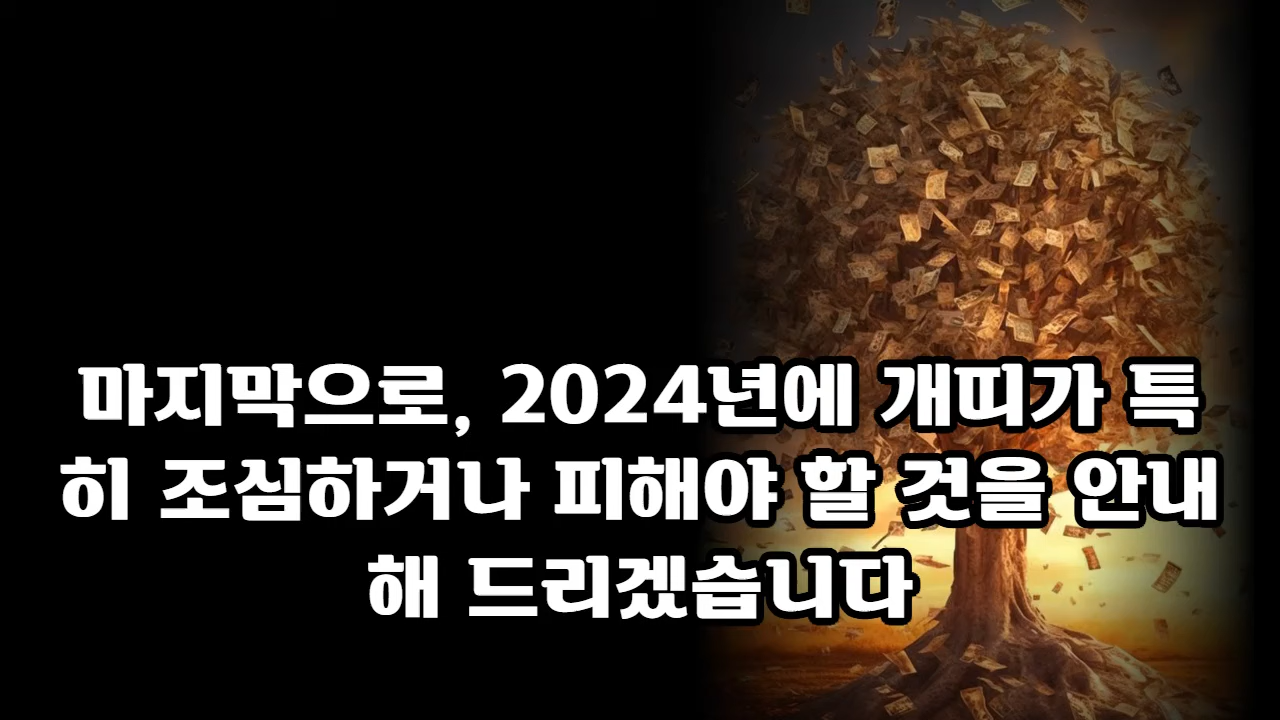 마지막으로, 2024년에 개띠가 특
히 조심하거나 피해야 할 것을 안내
해 드리겠습니다